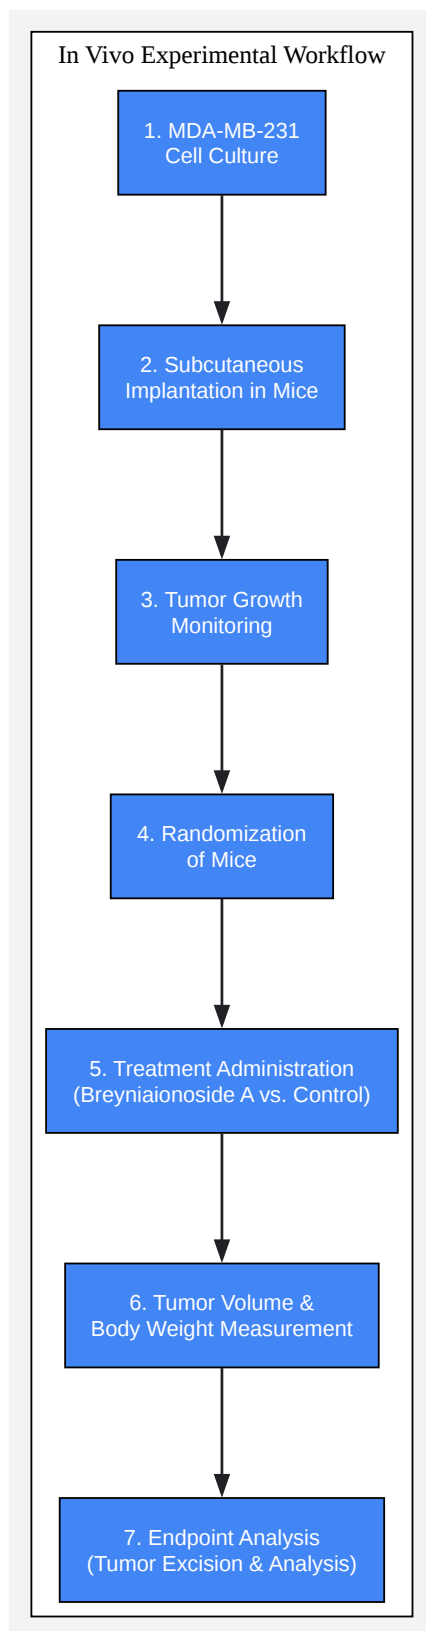 In Vivo Experimental Workflow
1. MDA-MB-231
Cell Culture
2. Subcutaneous
Implantation in Mice
3. Tumor Growth
Monitoring
4. Randomization
of Mice
5. Treatment Administration
(Breyniaionoside A vs. Control)
6. Tumor Volume &
Body Weight Measurement
7. Endpoint Analysis
(Tumor Excision & Analysis)